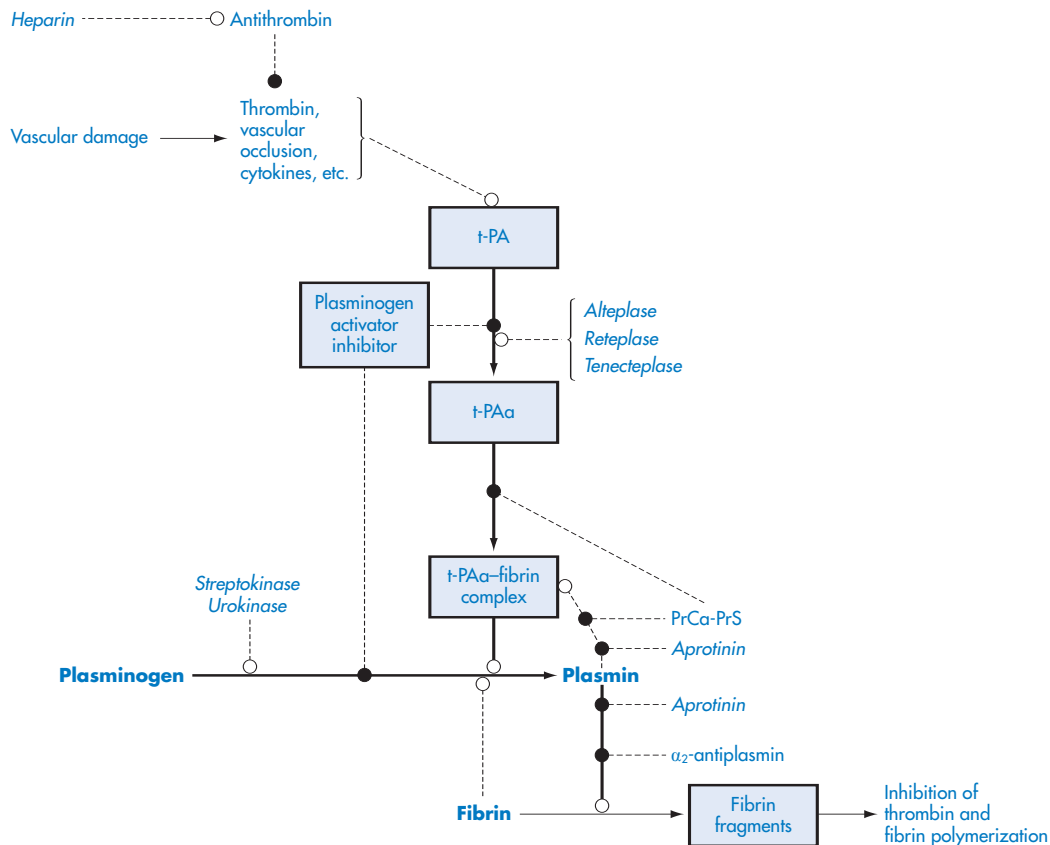 Heparin
Antithrombin
Vascular damage
Thrombin,
vascular
occlusion,
cytokines, etc.
t-PA
Plasminogen
activator
inhibitor
Alteplase
Reteplase
Tenecteplase
t-PAa
t-PAa–fibrin
complex
Streptokinase
Urokinase
PrCa-PrS
Aprotinin
Plasminogen
Plasmin
Aprotinin
α₂-antiplasmin
Fibrin
Fibrin
fragments
Inhibition of
thrombin and
fibrin polymerization